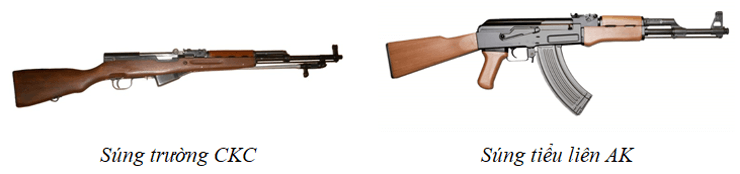 Súng trường CKC
Súng tiểu liên AK